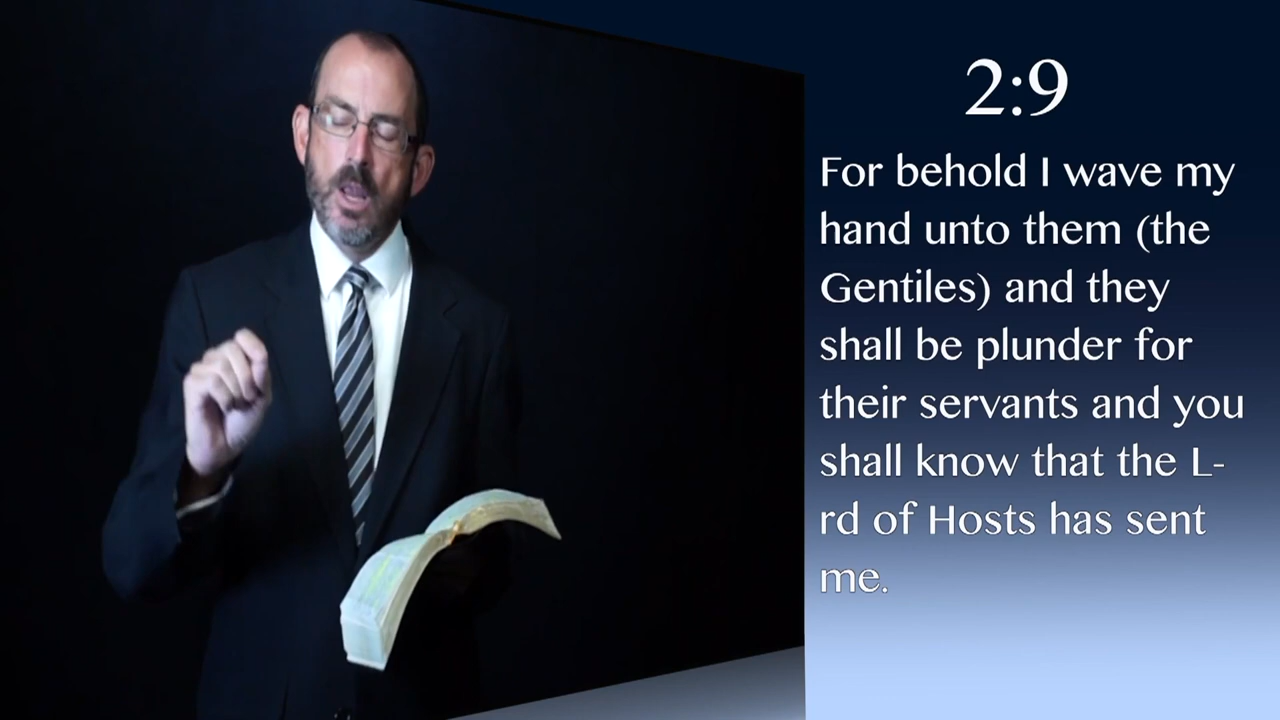 2:9
For behold I wave my
hand unto them (the
Gentiles) and they
shall be plunder for
their servants and you
shall know that the L-
rd of Hosts has sent
me.